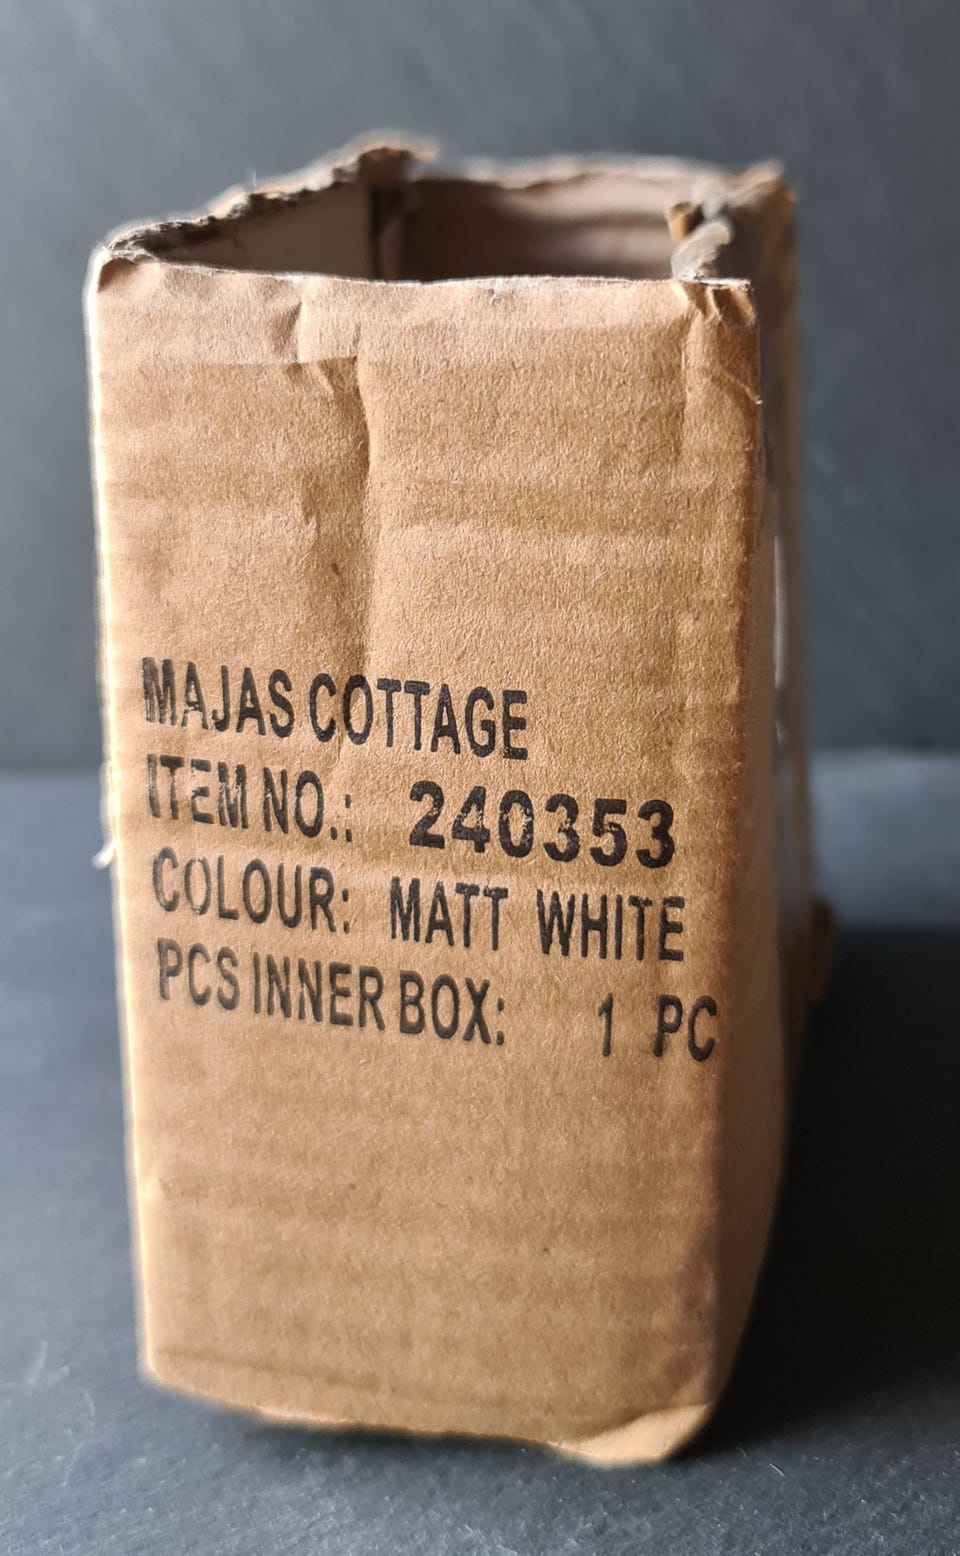 MAJAS COTTAGE
ITEM NO.: 240353
COLOUR: MATT WHITE
PCS INNER BOX: 1 PC